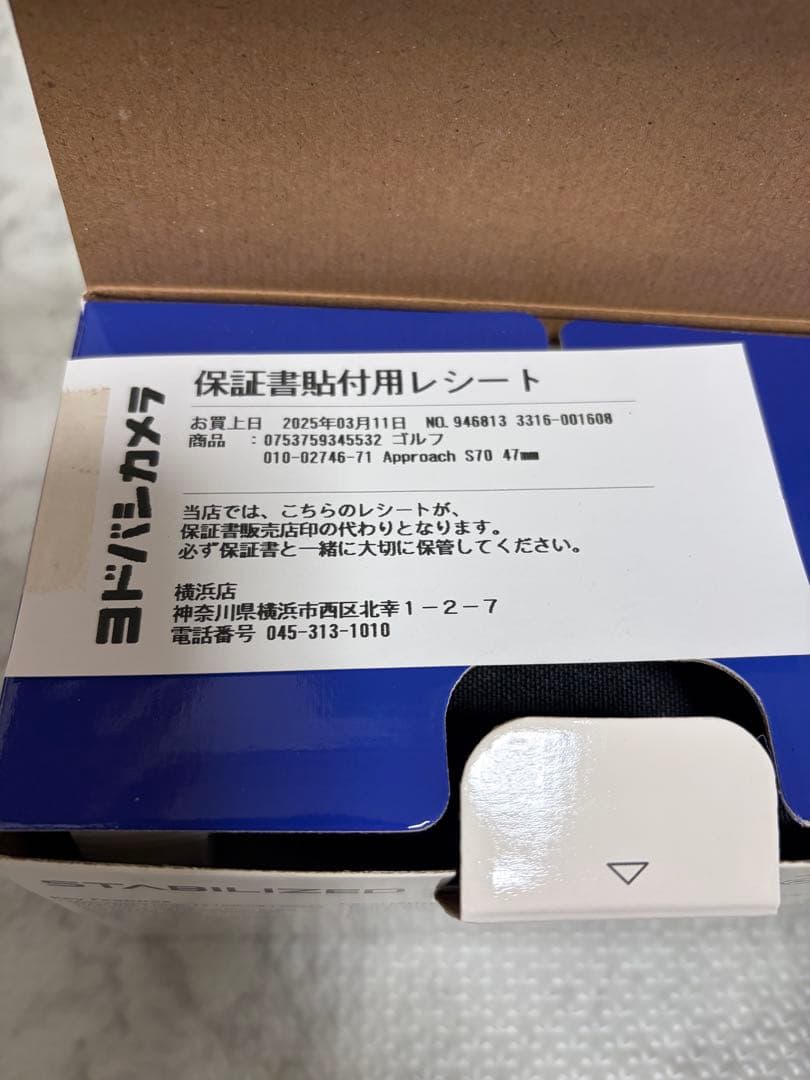 ヨドバシカメラ
保証書貼付用レシート
お買上日 2025年03月11日 NO. 946813 3316-001608
商品 :0753759345532 ゴルフ
010-02746-71 Approach S70 47mm
当店では、こちらのレシートが、
保証書販売店印の代わりとなります。
必ず保証書と一緒に大切に保管してください。
横浜店
神奈川県横浜市西区北幸1-2-7
電話番号 045-313-1010
STABILIZED